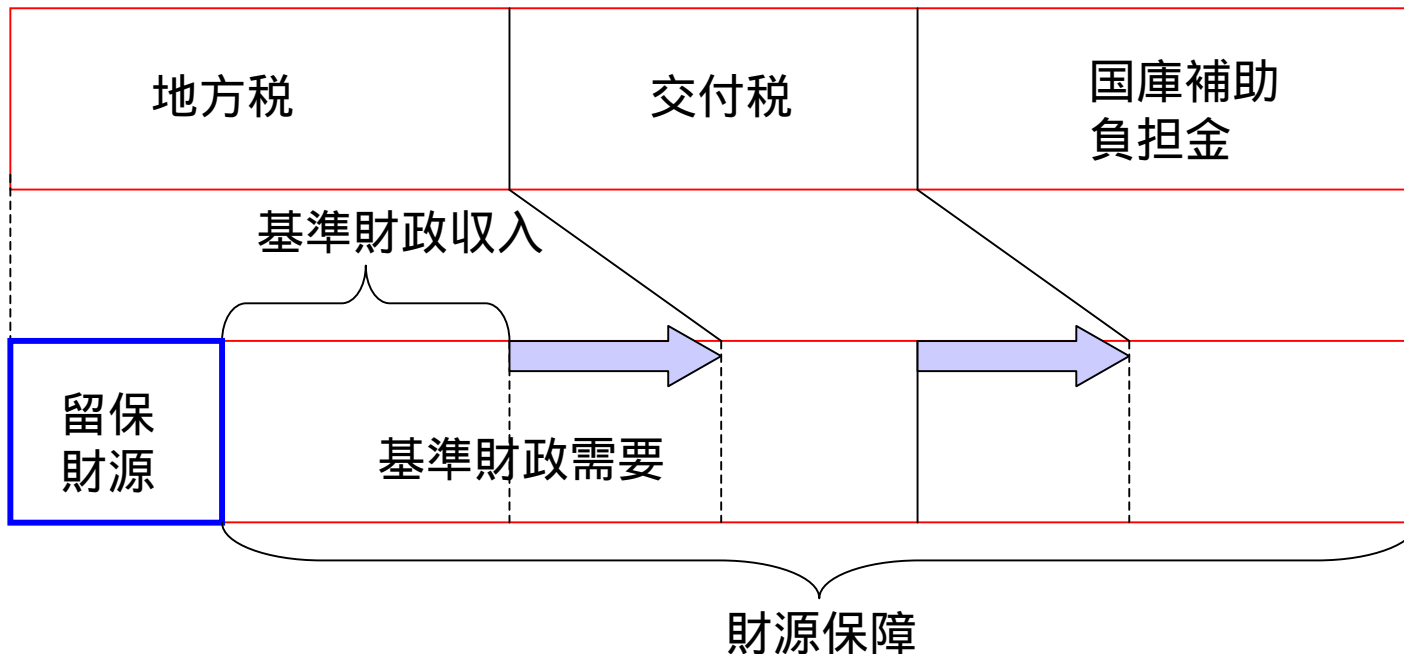 地方税
交付税
国庫補助
負担金
基準財政収入
留保
財源
基準財政需要
財源保障